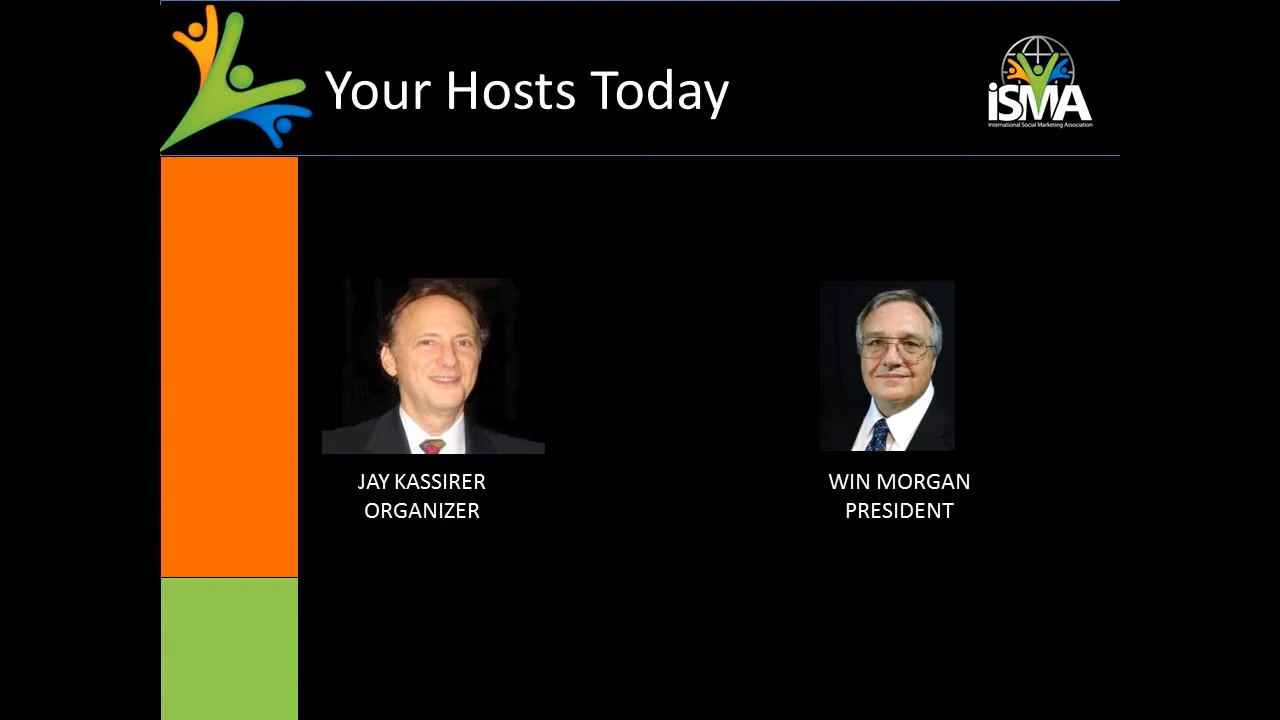 Your Hosts Today
iSMA
International Social Marketing Association
JAY KASSIRER
ORGANIZER
WIN MORGAN
PRESIDENT